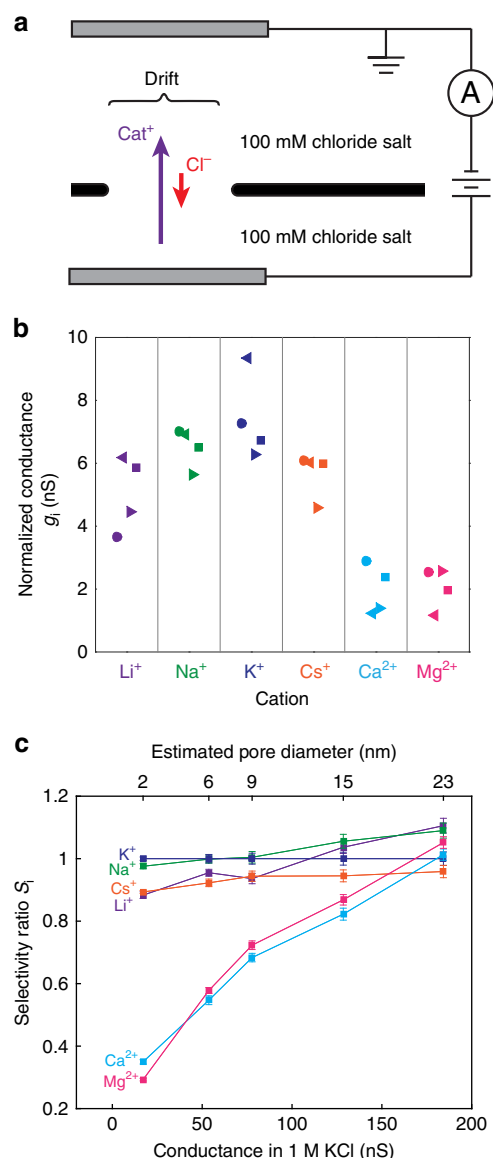 a
Drift
Cat⁺
Cl⁻
A
100 mM chloride salt
100 mM chloride salt
b
Normalized conductance
gᵢ (nS)
10
8
6
4
2
0
Li⁺ Na⁺ K⁺ Cs⁺ Ca²⁺ Mg²⁺
Cation
c
Estimated pore diameter (nm)
2 6 9 15 23
Selectivity ratio Sᵢ
1.2
1
0.8
0.6
0.4
0.2
K⁺
Na⁺
Cs⁺
Li⁺
Ca²⁺
Mg²⁺
0 50 100 150 200
Conductance in 1 M KCl (nS)